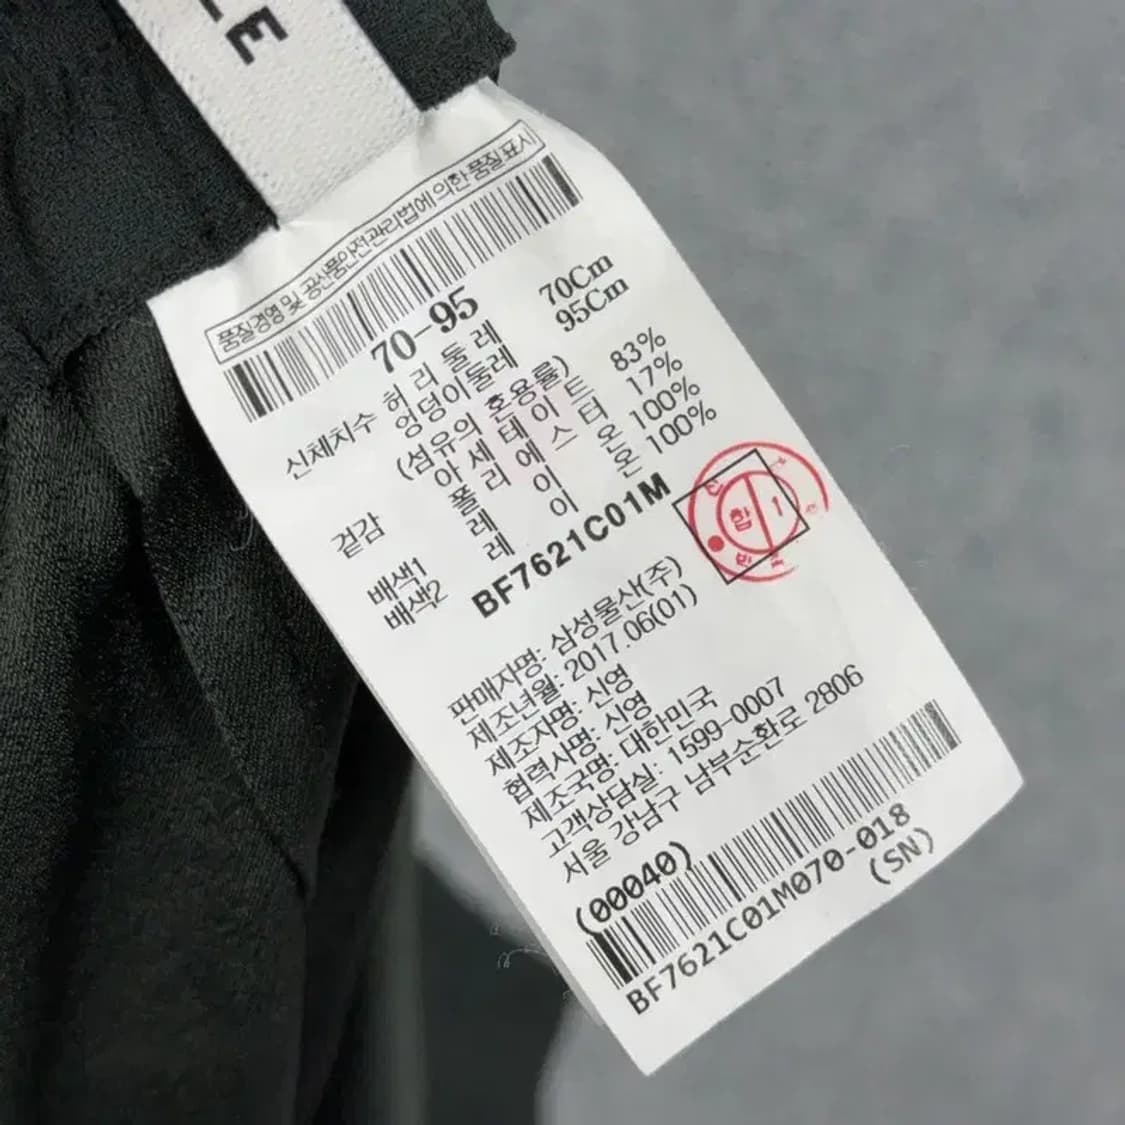 LE
품질경영 및 공산품안전관리법에 의한 품질표시
70-95
신체치수 허리둘레 70Cm
엉덩이둘레 95Cm
(섬유의 혼용률)
겉감 아세테이트 83%
폴리에스터 17%
배색1 레이온 100%
배색2 레이온 100%
BF7621C01M
합 1
판매자명: 삼성물산(주)
제조년월: 2017.06(01)
제조자명: 신영
협력사명: 신영
제조국명: 대한민국
고객상담실: 1599-0007
서울 강남구 남부순환로 2806
(00040)
BF7621C01M070-018
(SN)